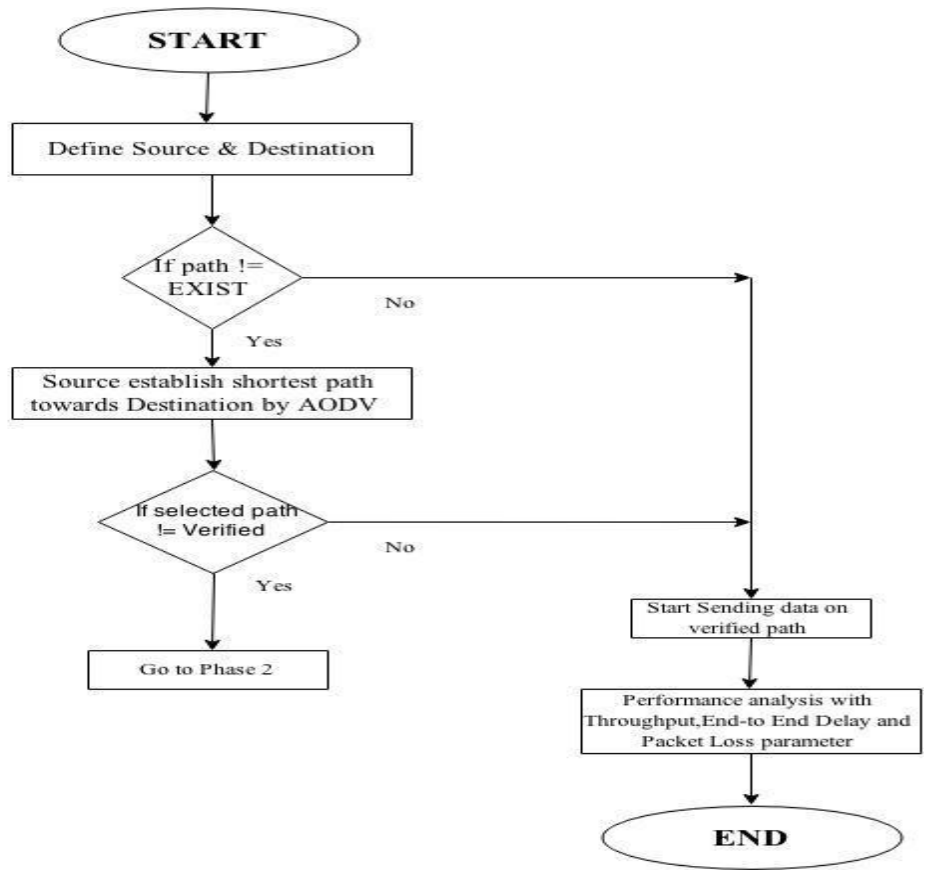 START
Define Source & Destination
If path !=
EXIST
No
Yes
Source establish shortest path
towards Destination by AODV
If selected path
!= Verified
No
Yes
Go to Phase 2
Start Sending data on
verified path
Performance analysis with
Throughput,End-to End Delay and
Packet Loss parameter
END